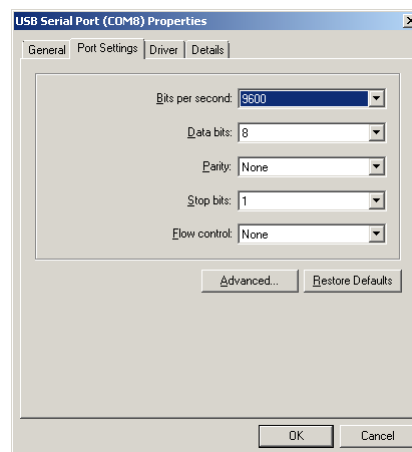 USB Serial Port (COM8) Properties
General Port Settings Driver Details
Bits per second: 9600
Data bits: 8
Parity: None
Stop bits: 1
Flow control: None
Advanced... Restore Defaults
OK Cancel